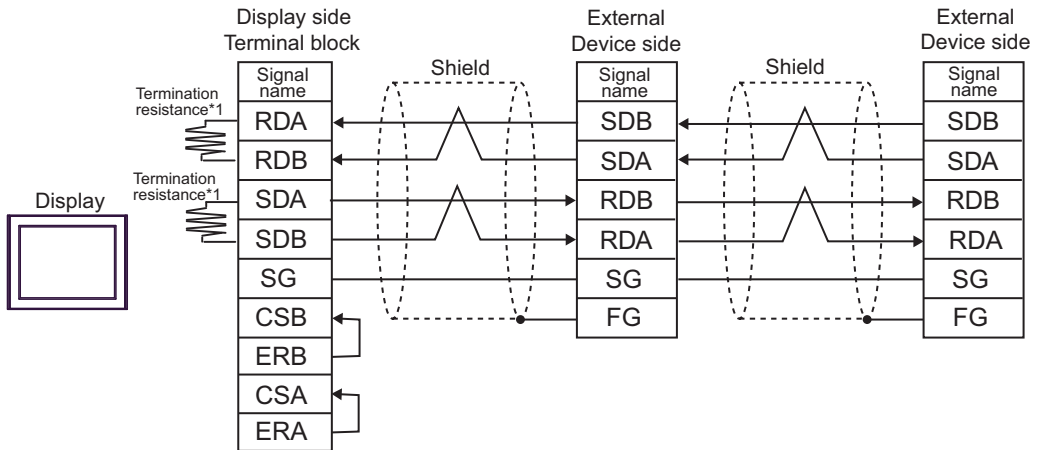 Display side
Terminal block
External
Device side
External
Device side
Signal
name
Shield
Signal
name
Shield
Signal
name
Termination
resistance*1
RDA
SDB
SDB
RDB
SDA
SDA
Termination
resistance*1
Display
SDA
RDB
RDB
SDB
RDA
RDA
SG
SG
SG
CSB
FG
FG
ERB
CSA
ERA